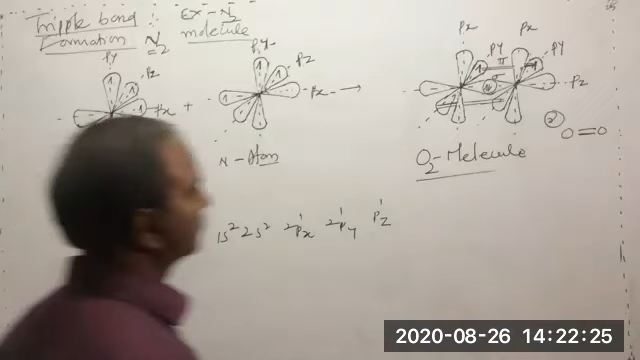 Tripple bond Ex- N2
Formation N2 molecule
Py
Pz
Px
+
Py
Pz
Px
N-Atom
Px
Px
Py
π
Py
σ
Pz
2
O=O
O2-Molecule
1s2 2s2 2Px1 2Py1 Pz1
2020-08-26 14:22:25